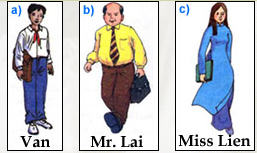 a)
b)
c)
Van
Mr. Lai
Miss Lien